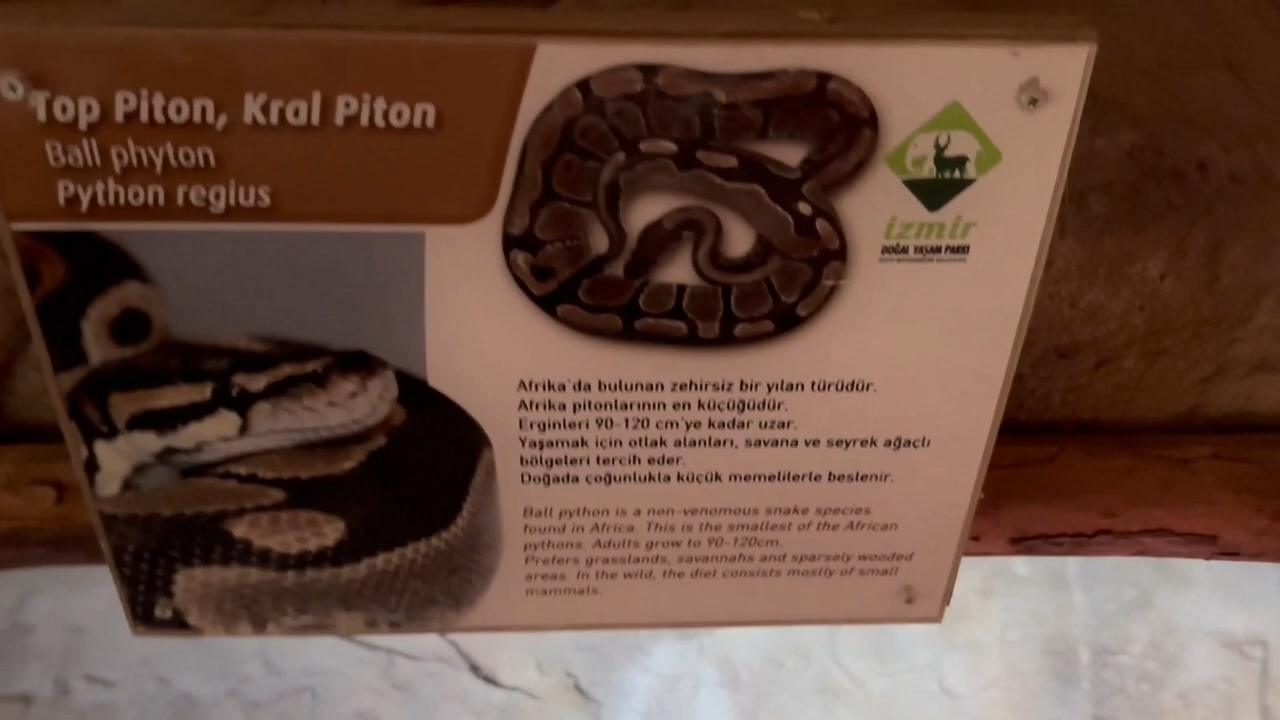 Top Piton, Kral Piton
Ball phyton
Python regius
izmir
DOĞAL YAŞAM PARKI
Afrika'da bulunan zehirsiz bir yılan türüdür.
Afrika pitonlarının en küçüğüdür.
Erginleri 90-120 cm'ye kadar uzar.
Yaşamak için otlak alanları, savana ve seyrek ağaçlı
bölgeleri tercih eder.
Doğada çoğunlukla küçük memelilerle beslenir.
Ball python is a non-venomous snake species
found in Africa. This is the smallest of the African
pythons. Adults grow to 90-120cm.
Prefers grasslands, savannahs and sparsely wooded
areas. In the wild, the diet consists mostly of small
mammals.